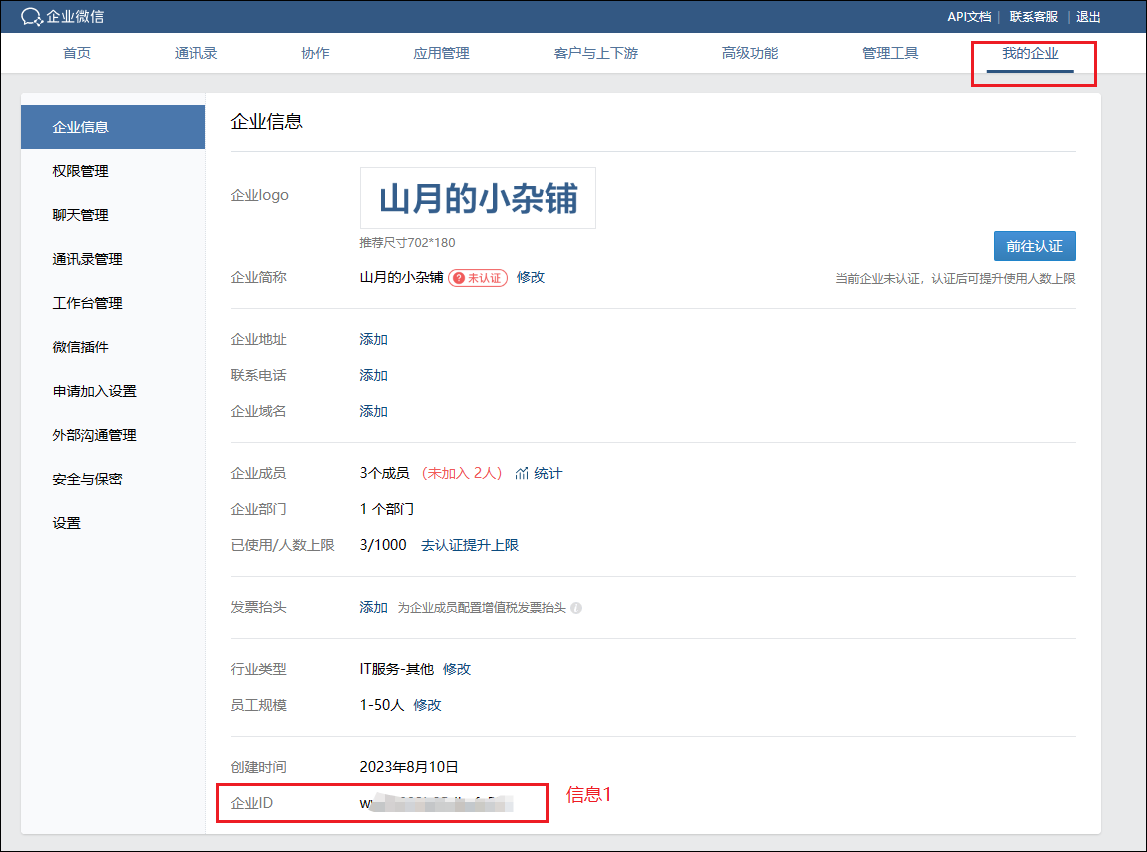 企业微信
API文档 | 联系客服 | 退出
首页 通讯录 协作 应用管理 客户与上下游 高级功能 管理工具 我的企业
企业信息
权限管理
聊天管理
通讯录管理
工作台管理
微信插件
申请加入设置
外部沟通管理
安全与保密
设置
企业信息
企业logo
山月的小杂铺
推荐尺寸702*180
前往认证
企业简称 山月的小杂铺 未认证 修改
当前企业未认证，认证后可提升使用人数上限
企业地址 添加
联系电话 添加
企业域名 添加
企业成员 3个成员 （未加入 2人） 统计
企业部门 1 个部门
已使用/人数上限 3/1000 去认证提升上限
发票抬头 添加 为企业成员配置增值税发票抬头
行业类型 IT服务-其他 修改
员工规模 1-50人 修改
创建时间 2023年8月10日
企业ID
信息1